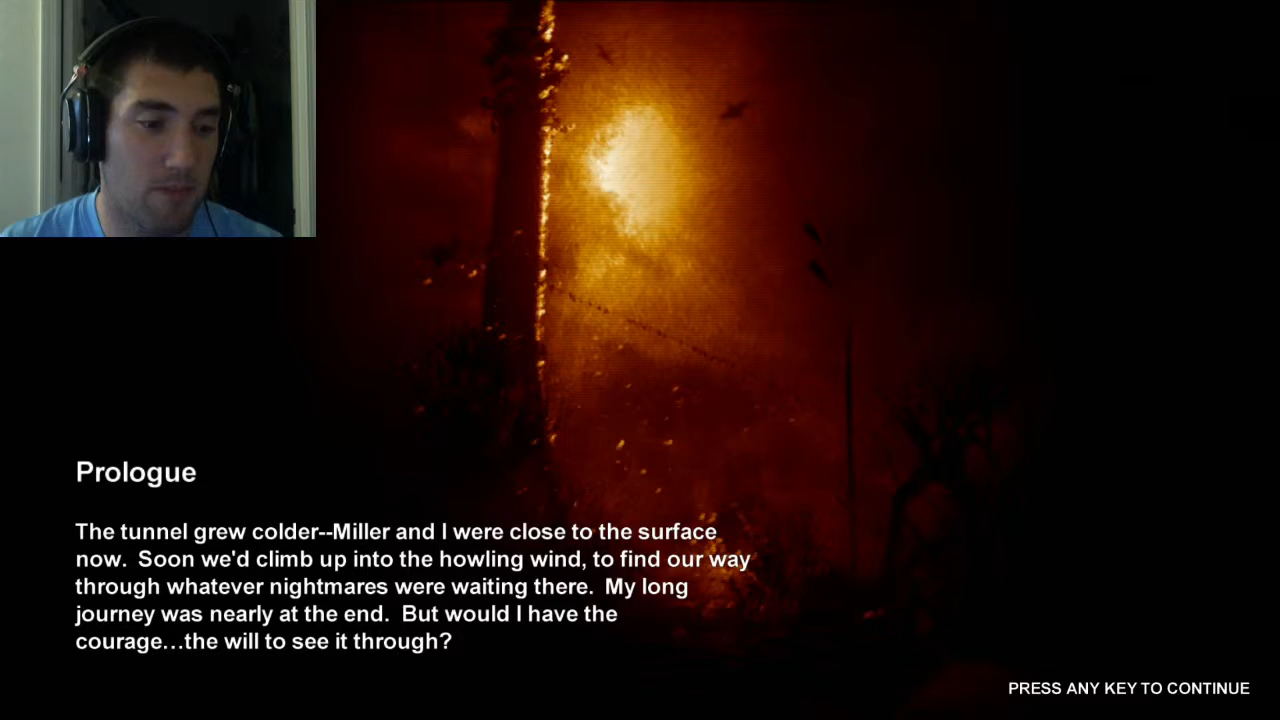 Prologue
The tunnel grew colder--Miller and I were close to the surface
now.  Soon we'd climb up into the howling wind, to find our way
through whatever nightmares were waiting there.  My long
journey was nearly at the end.  But would I have the
courage…the will to see it through?
PRESS ANY KEY TO CONTINUE